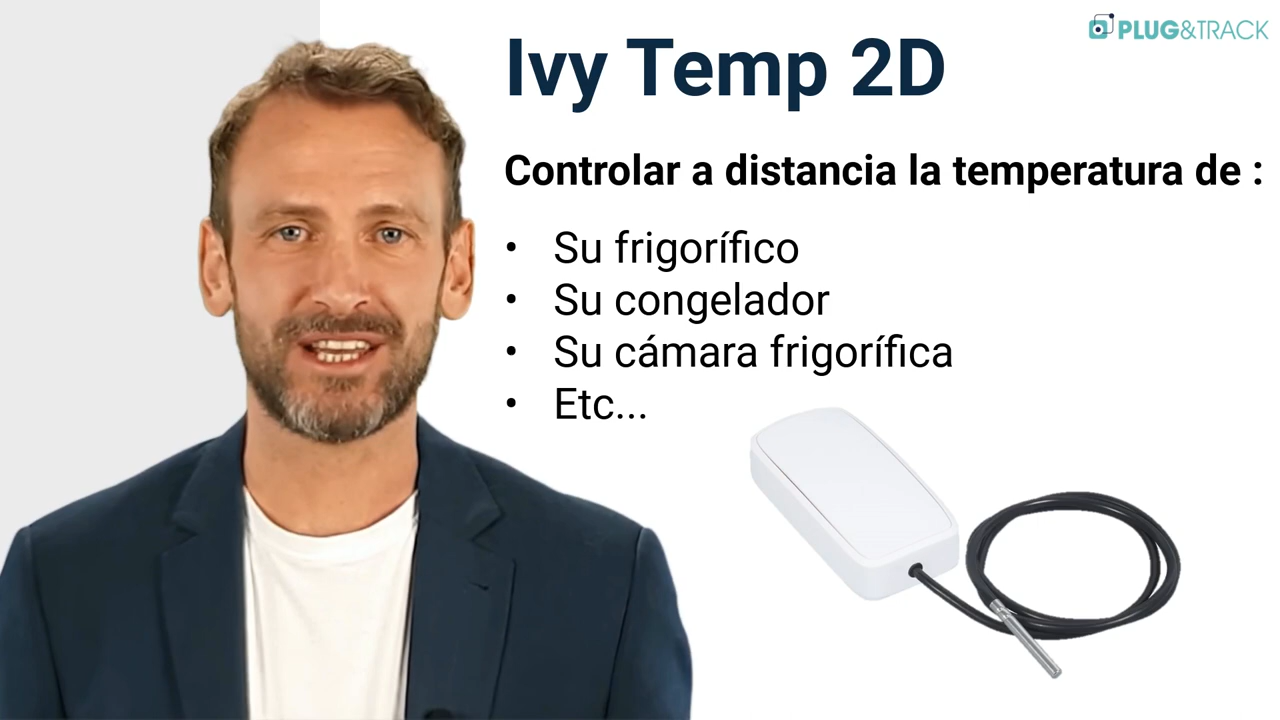 PLUG&TRACK
Ivy Temp 2D
Controlar a distancia la temperatura de :
• Su frigorífico
• Su congelador
• Su cámara frigorífica
• Etc...